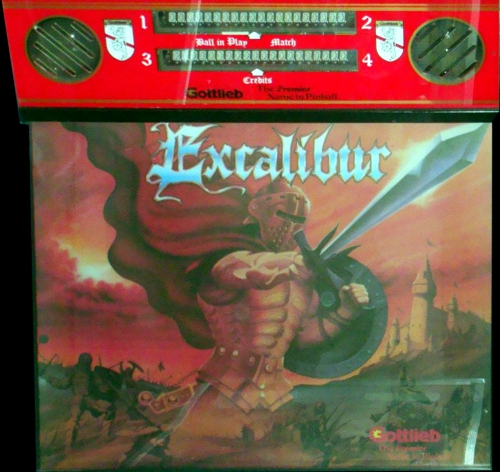 1 2
Ball in Play Match
3 4
Credits
Gottlieb The Premier
Name in Pinball
Excalibur
Gottlieb